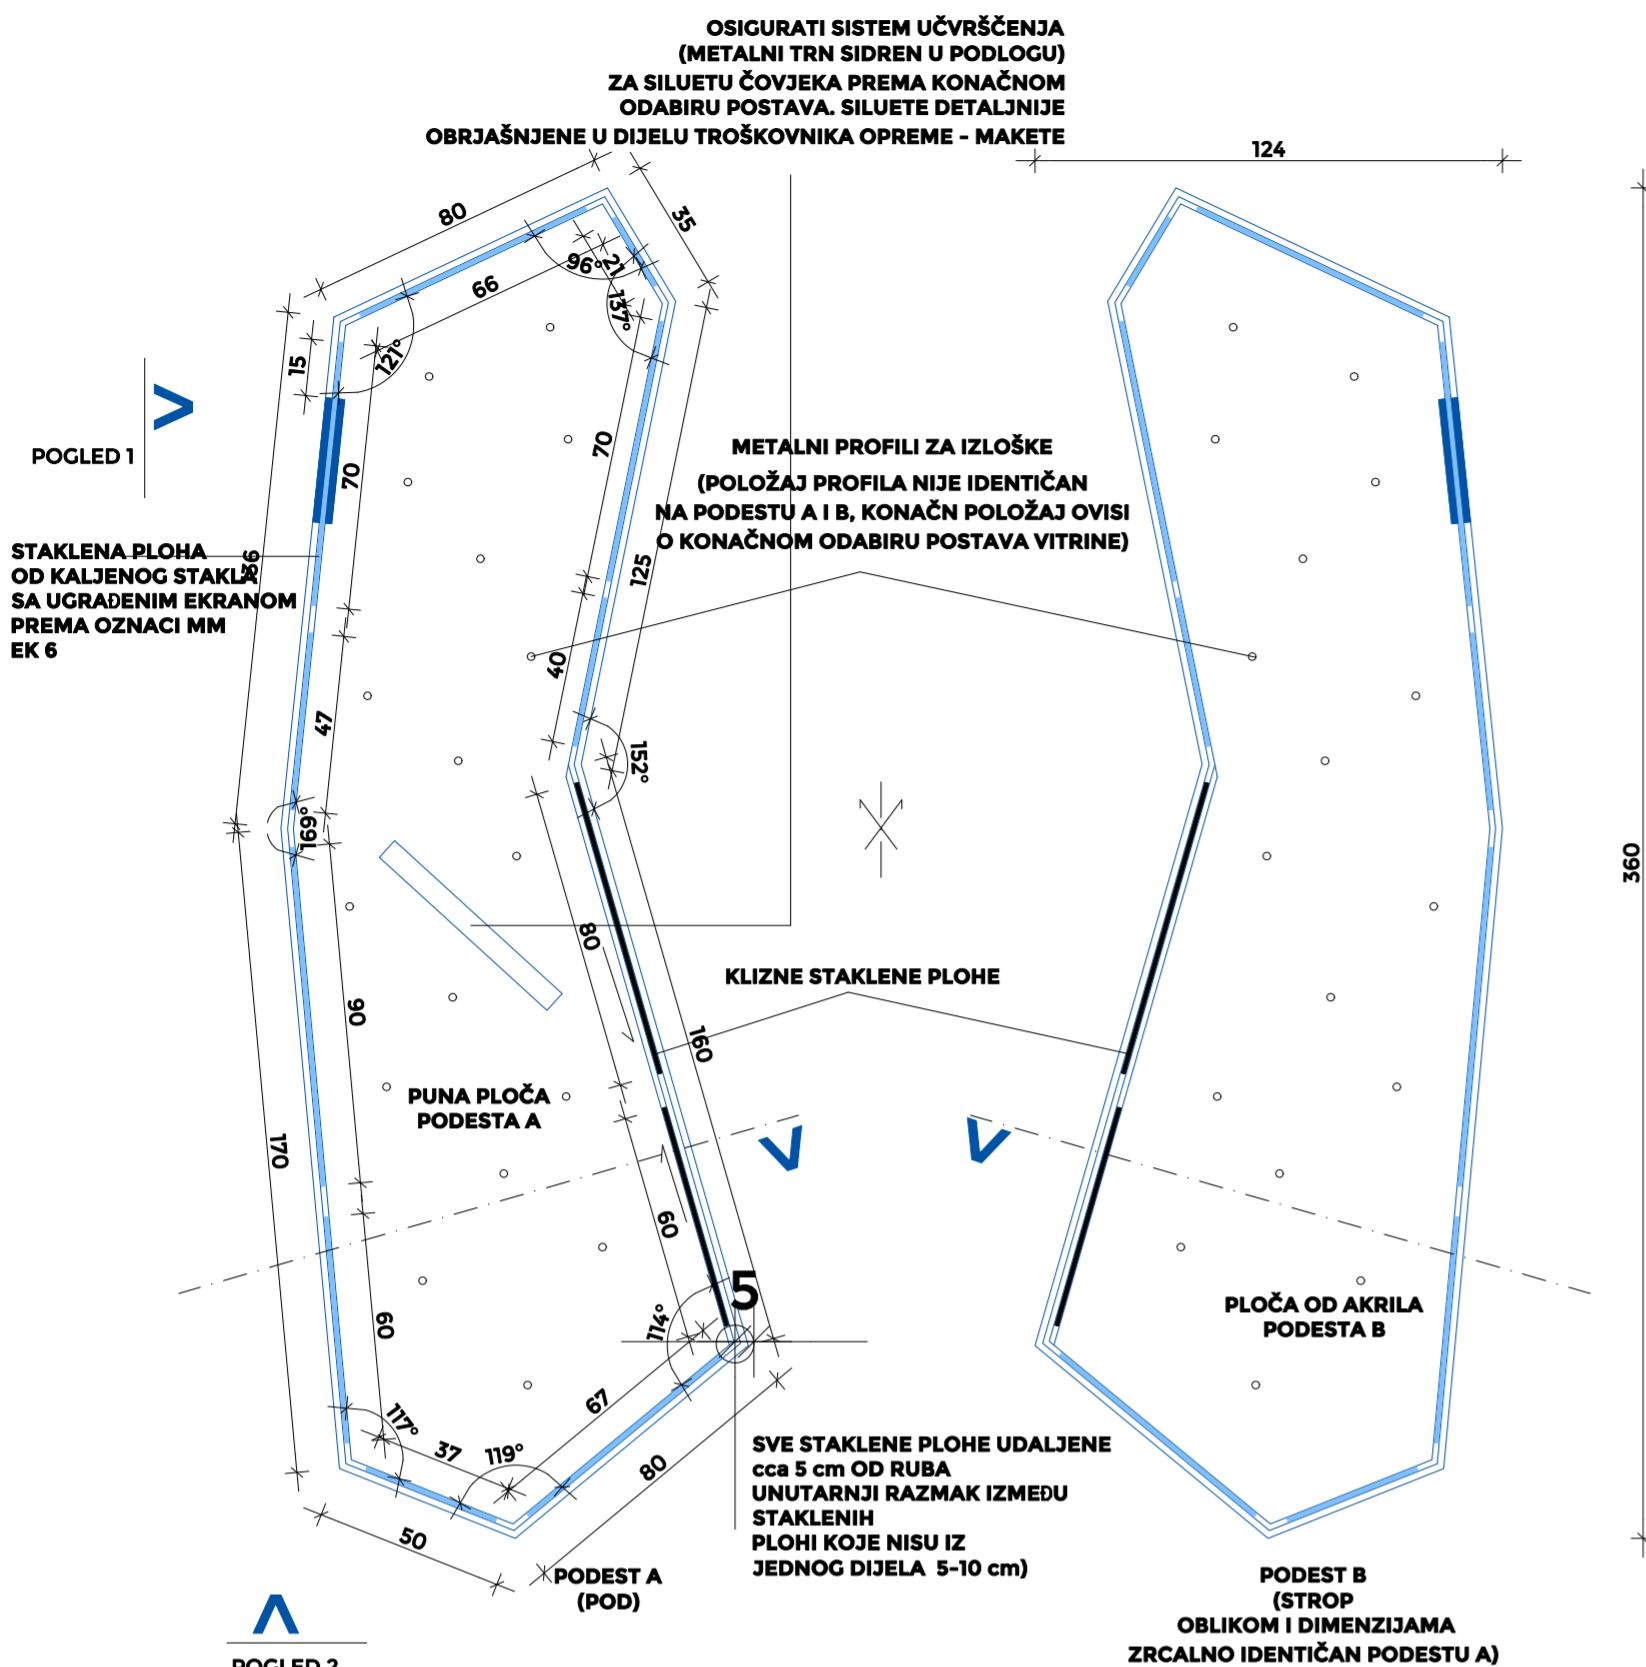 OSIGURATI SISTEM UČVRŠČENJA
(METALNI TRN SIDREN U PODLOGU)
ZA SILUETU ČOVJEKA PREMA KONAČNOM
ODABIRU POSTAVA. SILUETE DETALJNIJE
OBRJAŠNJENE U DIJELU TROŠKOVNIKA OPREME - MAKETE
124
80
35
96°
21
66
137°
121°
15
70
70
POGLED 1
METALNI PROFILI ZA IZLOŠKE
(POLOŽAJ PROFILA NIJE IDENTIČAN
NA PODESTU A I B, KONAČN POLOŽAJ OVISI
O KONAČNOM ODABIRU POSTAVA VITRINE)
STAKLENA PLOHA
OD KALJENOG STAKLA
SA UGRAĐENIM EKRANOM
PREMA OZNACI MM
EK 6
125
40
47
152°
169°
360
80
KLIZNE STAKLENE PLOHE
90
160
PUNA PLOČA
PODESTA A
170
60
5
114°
60
PLOČA OD AKRILA
PODESTA B
67
117°
37
119°
80
50
SVE STAKLENE PLOHE UDALJENE
cca 5 cm OD RUBA
UNUTARNJI RAZMAK IZMEĐU
STAKLENIH
PLOHI KOJE NISU IZ
JEDNOG DIJELA 5-10 cm)
PODEST A
(POD)
PODEST B
(STROP
OBLIKOM I DIMENZIJAMA
ZRCALNO IDENTIČAN PODESTU A)
POGLED 2